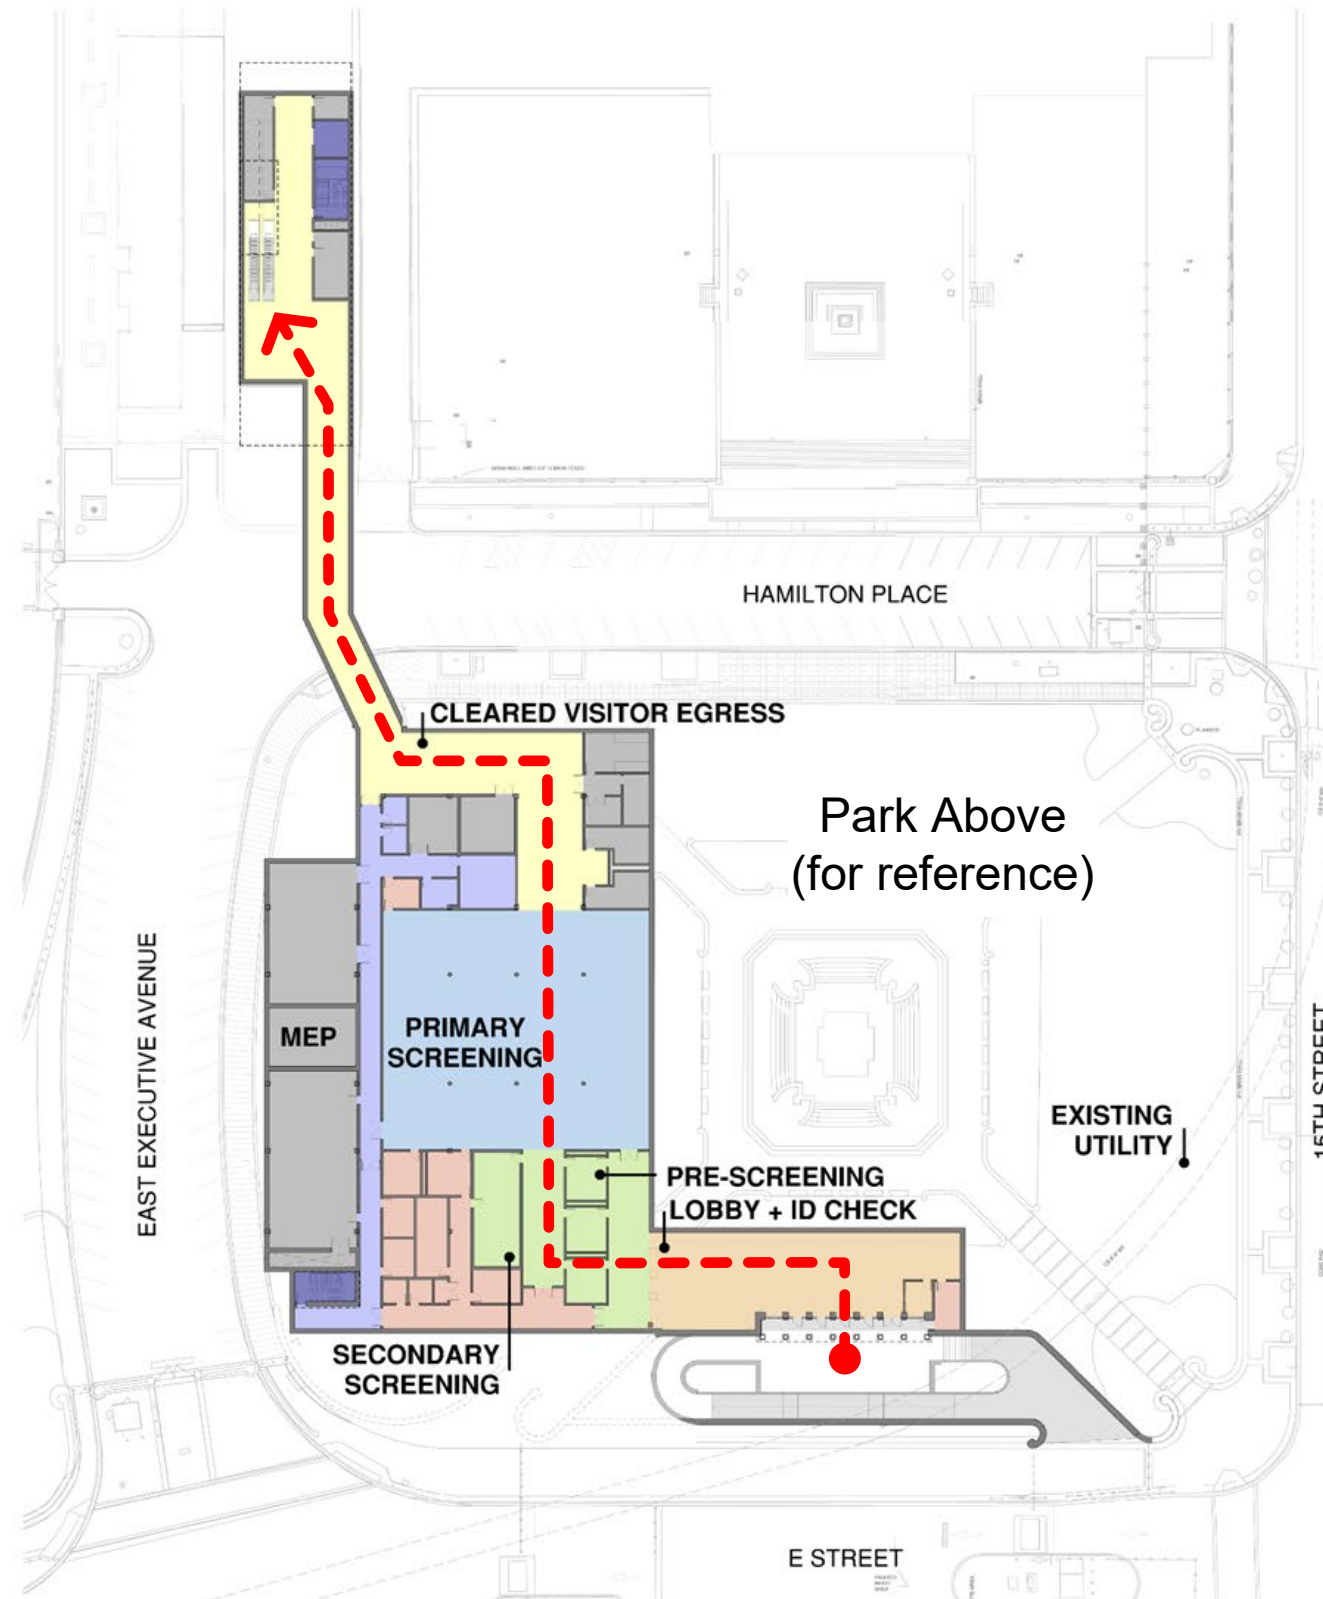 HAMILTON PLACE
CLEARED VISITOR EGRESS
Park Above
(for reference)
EAST EXECUTIVE AVENUE
MEP
PRIMARY
SCREENING
EXISTING
UTILITY
15TH STREET
PRE-SCREENING
LOBBY + ID CHECK
SECONDARY
SCREENING
E STREET